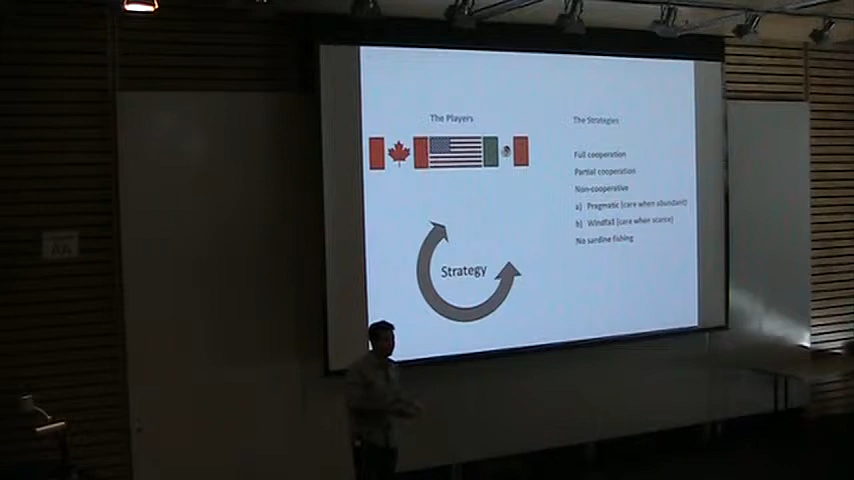 The Players
The Strategies
Full cooperation
Partial cooperation
Non-cooperative
a) Pragmatic (care when abundant)
b) Windfall (care when scarce)
No sardine fishing
Strategy
AA